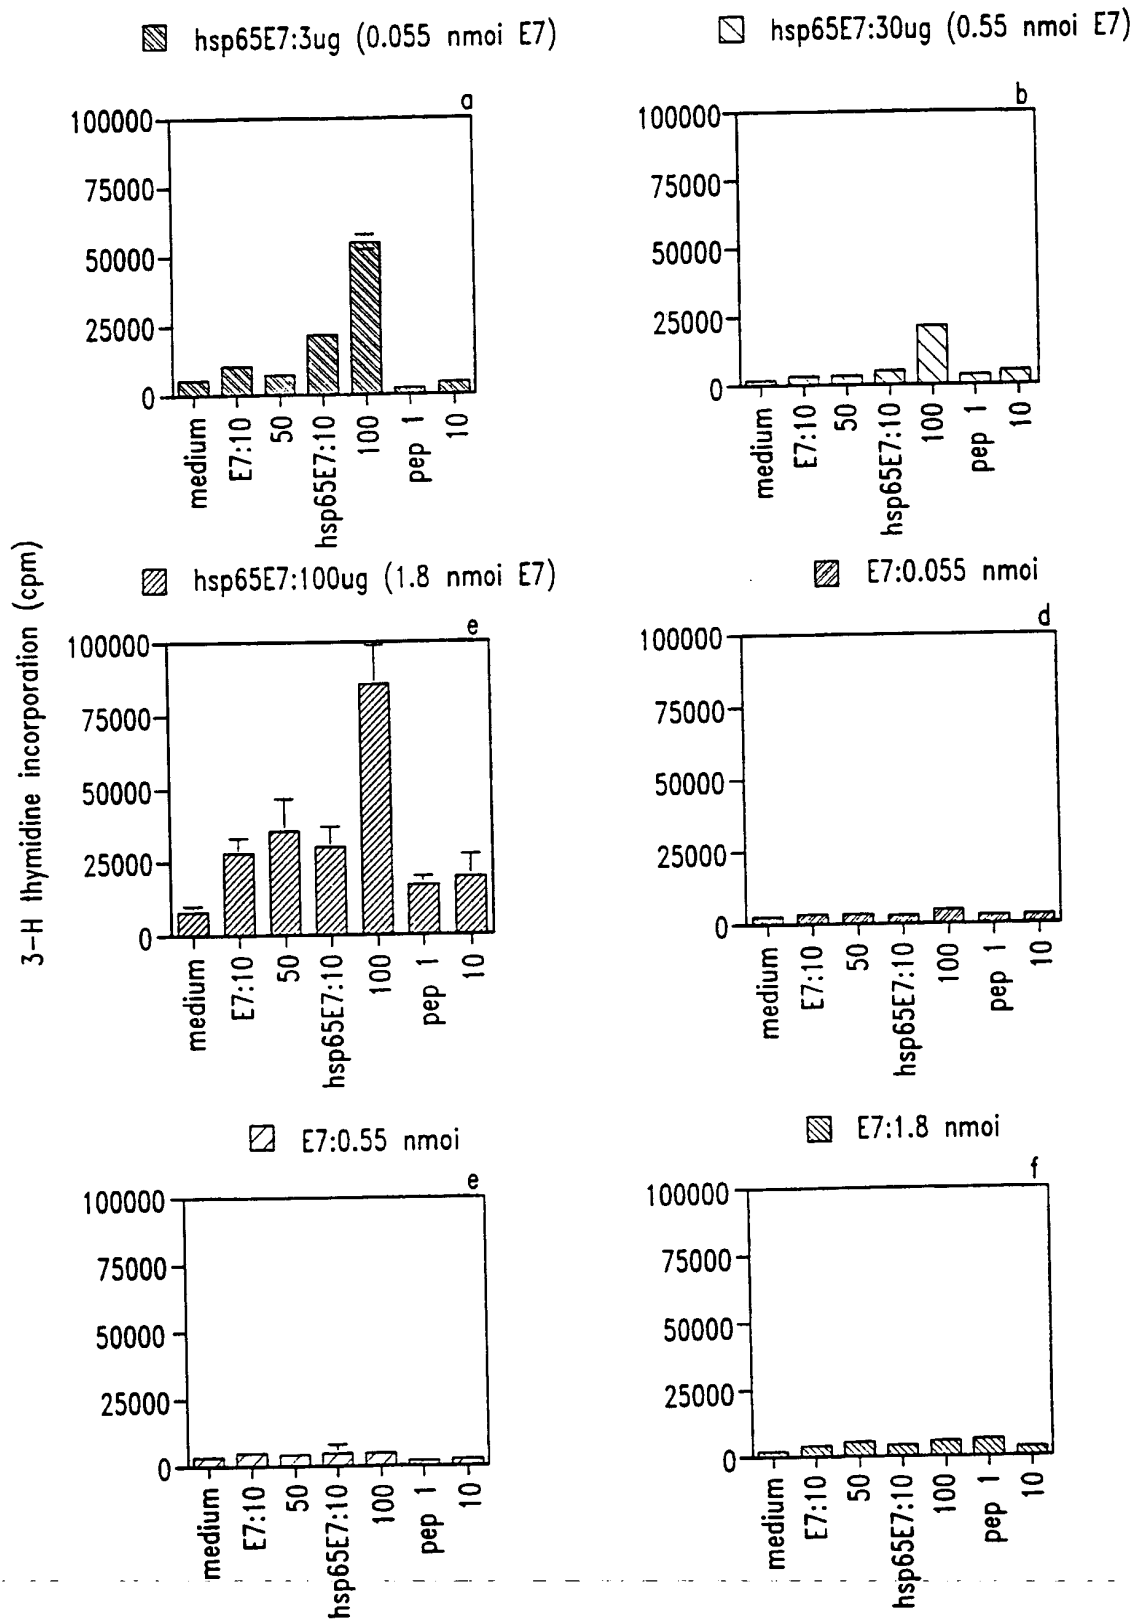 hsp65E7:3ug (0.055 nmoi E7)
a
100000
75000
50000
25000
0
medium
E7:10
50
hsp65E7:10
100
pep 1
10
hsp65E7:30ug (0.55 nmoi E7)
b
100000
75000
50000
25000
0
medium
E7:10
50
hsp65E7:10
100
pep 1
10
3-H thymidine incorporation (cpm)
hsp65E7:100ug (1.8 nmoi E7)
e
100000
75000
50000
25000
0
medium
E7:10
50
hsp65E7:10
100
pep 1
10
E7:0.055 nmoi
d
100000
75000
50000
25000
0
medium
E7:10
50
hsp65E7:10
100
pep 1
10
E7:0.55 nmoi
e
100000
75000
50000
25000
0
medium
E7:10
50
hsp65E7:10
100
pep 1
10
E7:1.8 nmoi
f
100000
75000
50000
25000
0
medium
E7:10
50
hsp65E7:10
100
pep 1
10